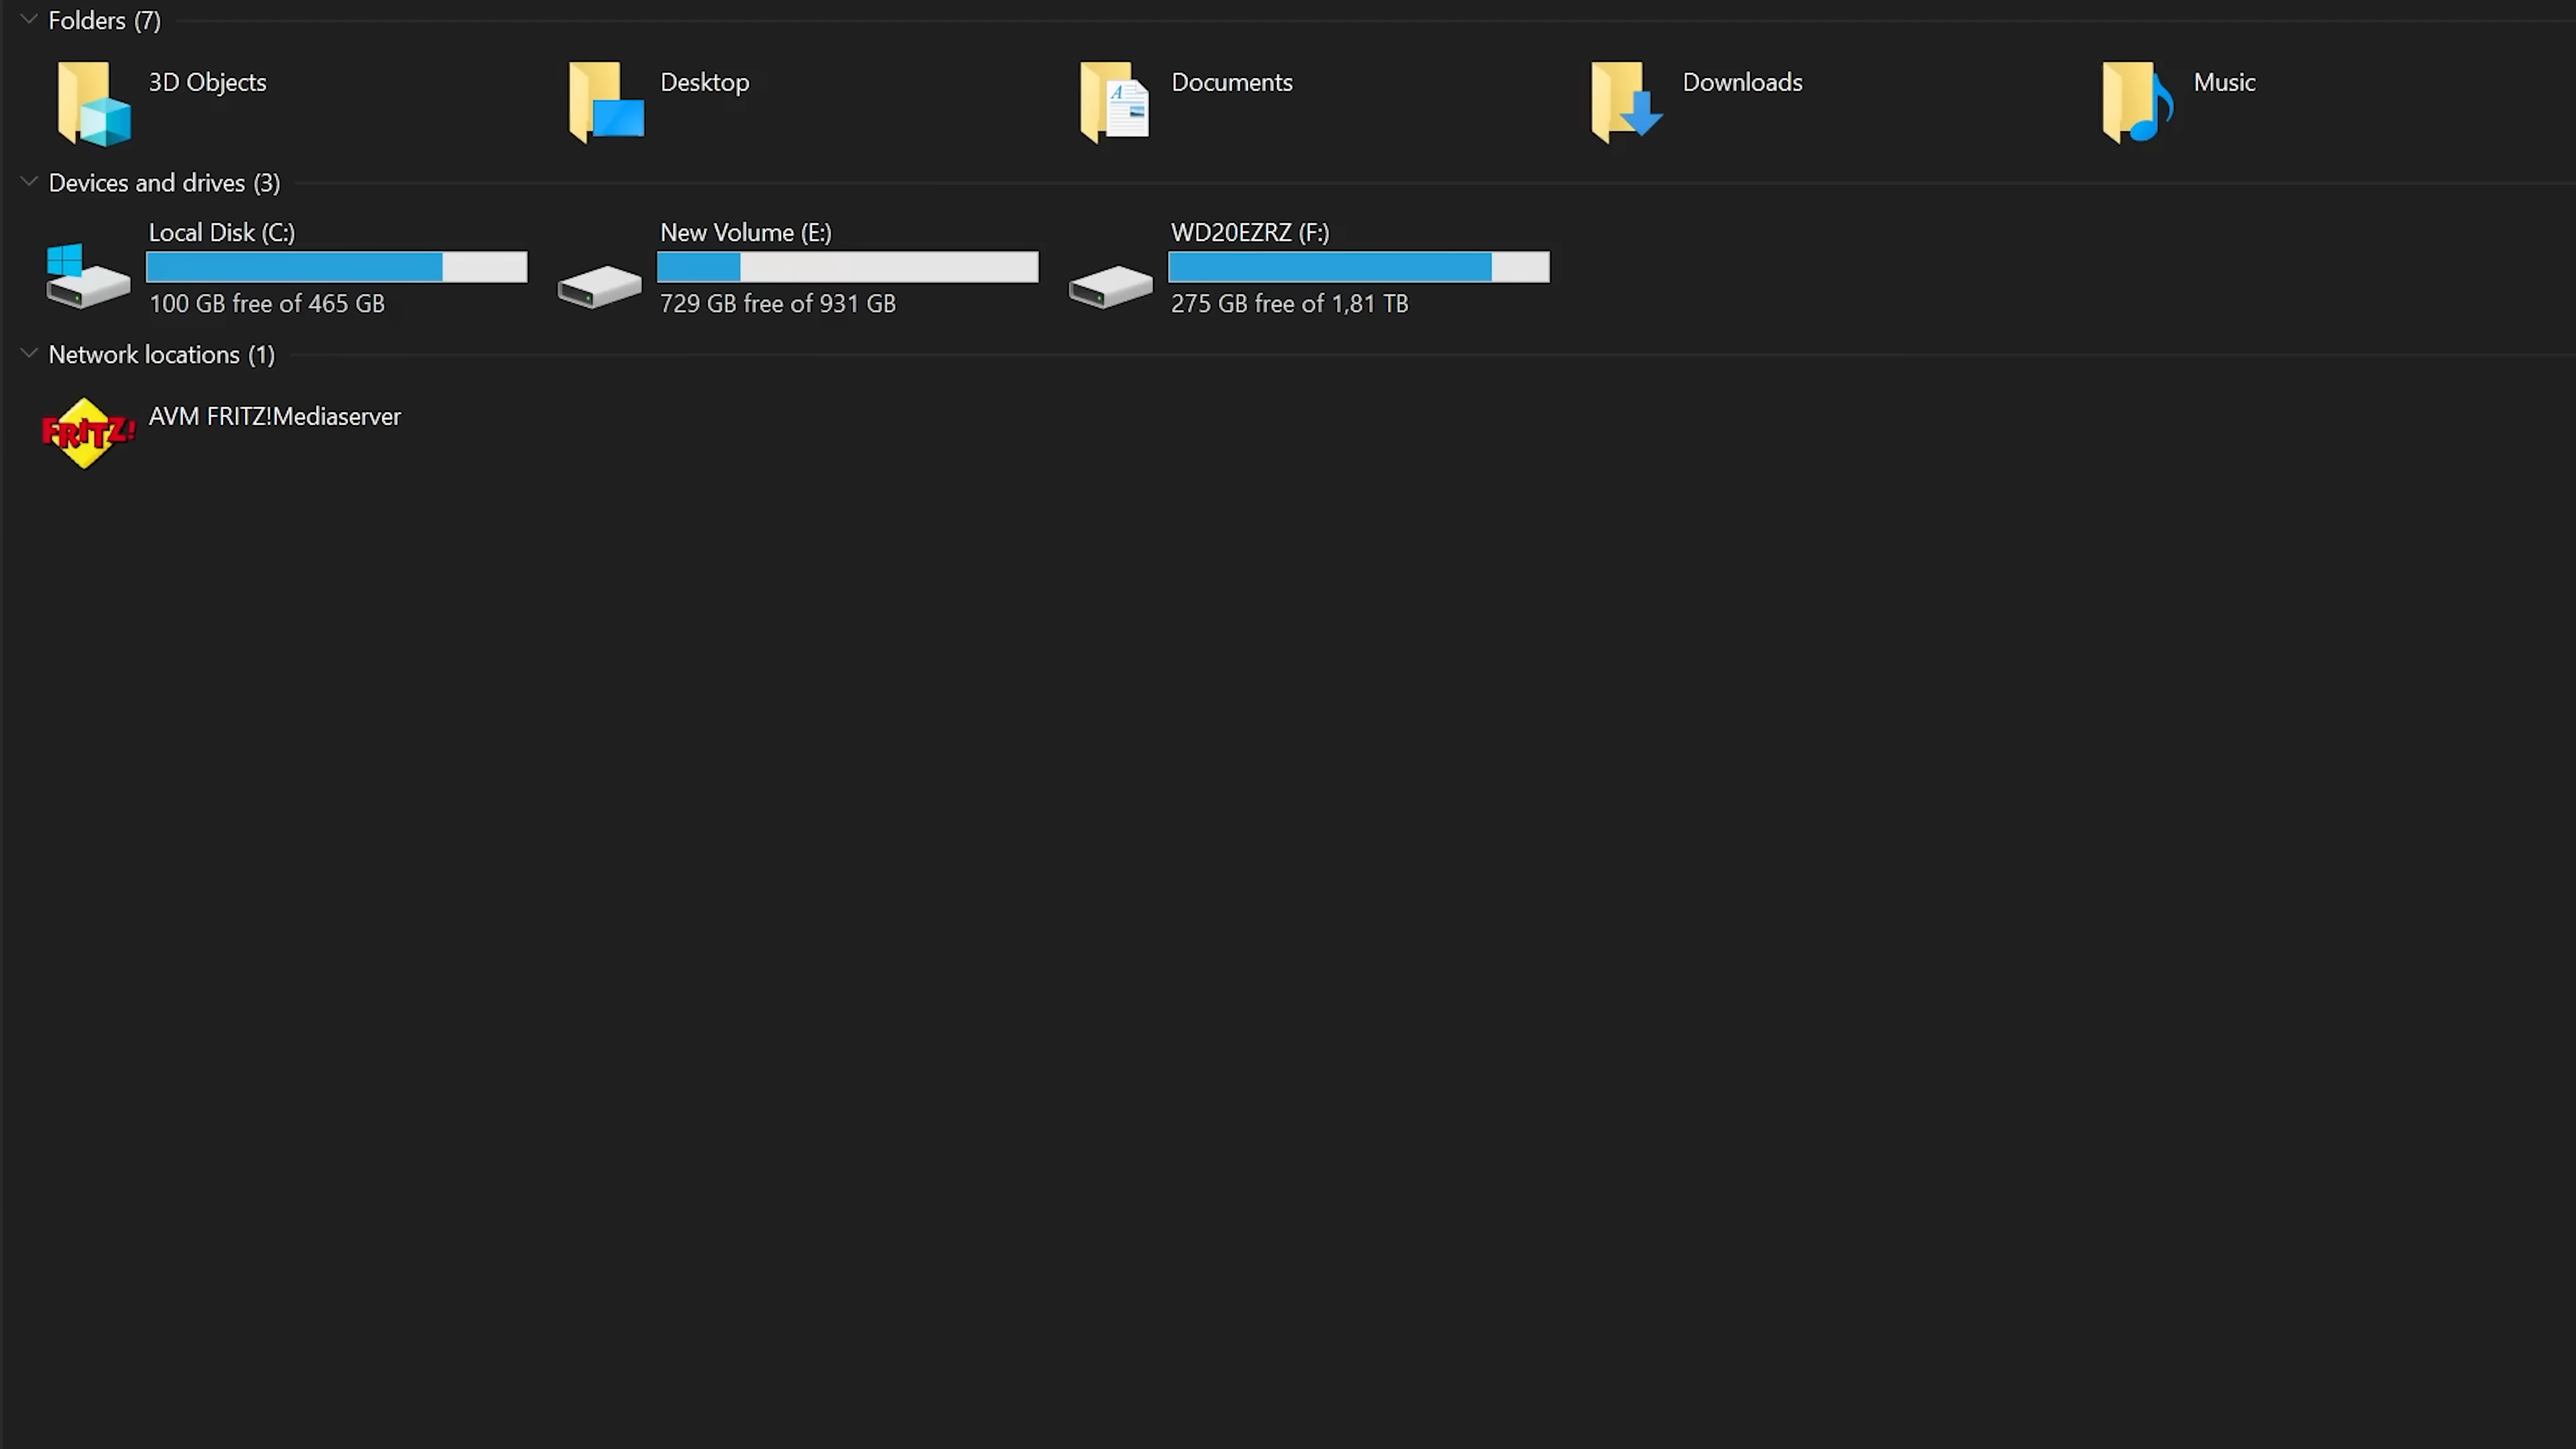 Folders (7)
3D Objects
Desktop
Documents
Downloads
Music
Devices and drives (3)
Local Disk (C:)
100 GB free of 465 GB
New Volume (E:)
729 GB free of 931 GB
WD20EZRZ (F:)
275 GB free of 1,81 TB
Network locations (1)
FRITZ!
AVM FRITZ!Mediaserver